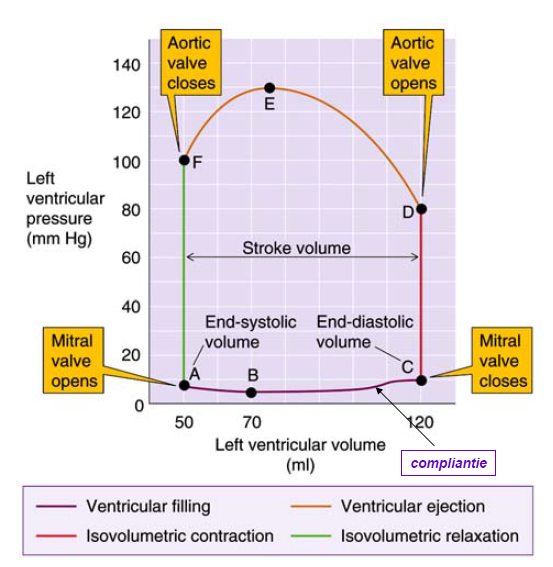 Aortic
valve
closes
Aortic
valve
opens
140
120
100
80
60
40
20
0
E
F
D
Left
ventricular
pressure
(mm Hg)
Stroke volume
End-systolic
volume
End-diastolic
volume
Mitral
valve
opens
A
B
C
Mitral
valve
closes
50
70
120
Left ventricular volume
(ml)
compliantie
Ventricular filling
Ventricular ejection
Isovolumetric contraction
Isovolumetric relaxation